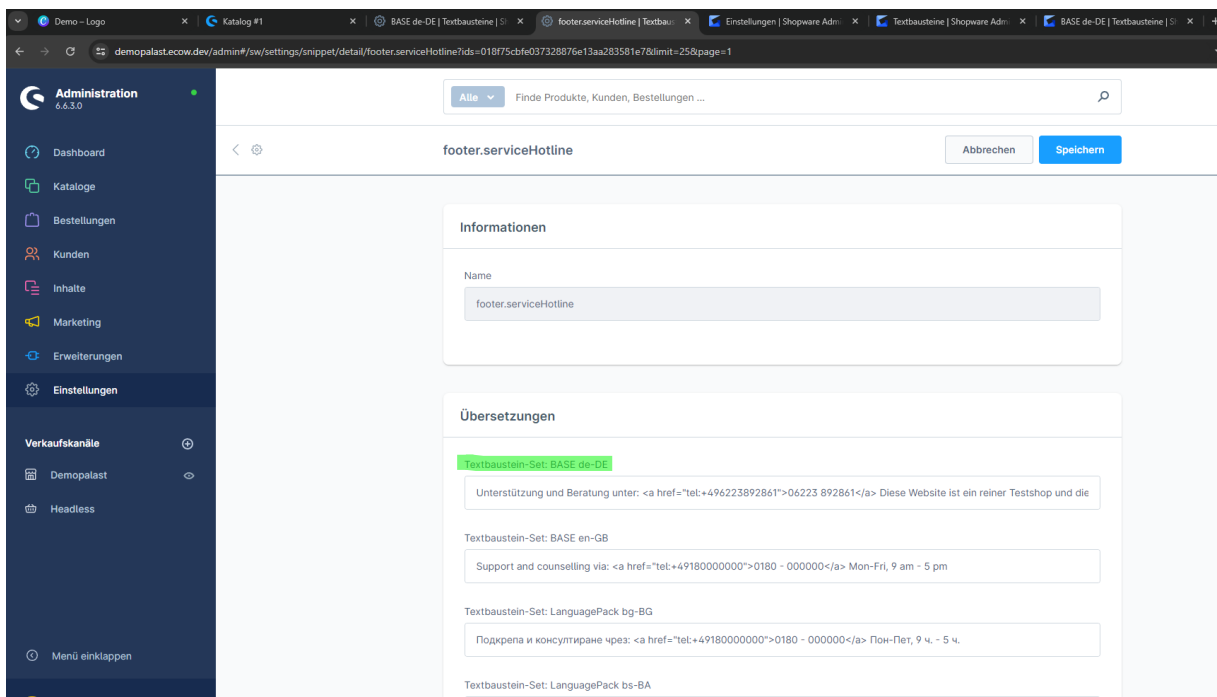 Demo – Logo
Katalog #1
BASE de-DE | Textbausteine | Sh
footer.serviceHotline | Textbaus
Einstellungen | Shopware Admi
Textbausteine | Shopware Admi
BASE de-DE | Textbausteine | Sh
demopalast.ecow.dev/admin#/sw/settings/snippet/detail/footer.serviceHotline?ids=018f75cbfe037328876e13aa283581e7&limit=25&page=1
Administration
6.6.3.0
Alle
Finde Produkte, Kunden, Bestellungen ...
footer.serviceHotline
Abbrechen
Speichern
Dashboard
Kataloge
Bestellungen
Kunden
Inhalte
Marketing
Erweiterungen
Einstellungen
Verkaufskanäle
Demopalast
Headless
Menü einklappen
Informationen
Name
footer.serviceHotline
Übersetzungen
Textbaustein-Set: BASE de-DE
Unterstützung und Beratung unter: <a href="tel:+496223892861">06223 892861</a> Diese Website ist ein reiner Testshop und die
Textbaustein-Set: BASE en-GB
Support and counselling via: <a href="tel:+49180000000">0180 - 000000</a> Mon-Fri, 9 am - 5 pm
Textbaustein-Set: LanguagePack bg-BG
Подкрепа и консултиране чрез: <a href="tel:+49180000000">0180 - 000000</a> Пон-Пет, 9 ч. - 5 ч.
Textbaustein-Set: LanguagePack bs-BA